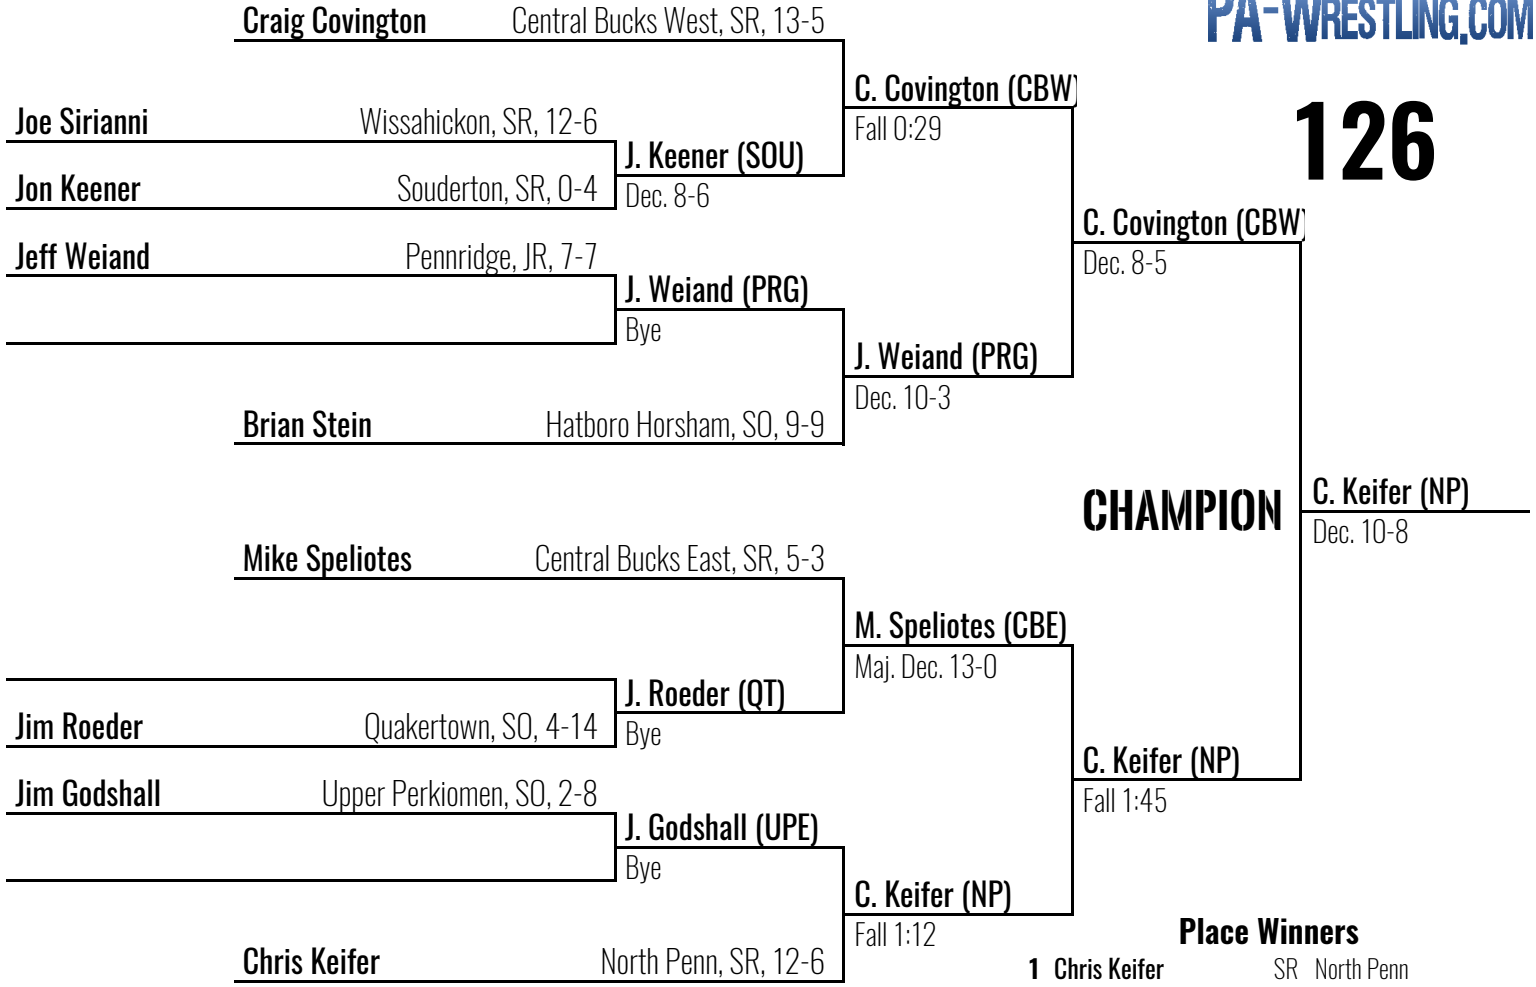 PA-WRESTLING.COM
126
Craig Covington Central Bucks West, SR, 13-5
C. Covington (CBW)
Fall 0:29
Joe Sirianni Wissahickon, SR, 12-6
J. Keener (SOU)
Dec. 8-6
Jon Keener Souderton, SR, 0-4
C. Covington (CBW)
Dec. 8-5
Jeff Weiand Pennridge, JR, 7-7
J. Weiand (PRG)
Bye
J. Weiand (PRG)
Dec. 10-3
Brian Stein Hatboro Horsham, SO, 9-9
CHAMPION
C. Keifer (NP)
Dec. 10-8
Mike Speliotes Central Bucks East, SR, 5-3
M. Speliotes (CBE)
Maj. Dec. 13-0
J. Roeder (QT)
Bye
Jim Roeder Quakertown, SO, 4-14
C. Keifer (NP)
Fall 1:45
Jim Godshall Upper Perkiomen, SO, 2-8
J. Godshall (UPE)
Bye
C. Keifer (NP)
Fall 1:12
Chris Keifer North Penn, SR, 12-6
Place Winners
1 Chris Keifer SR North Penn